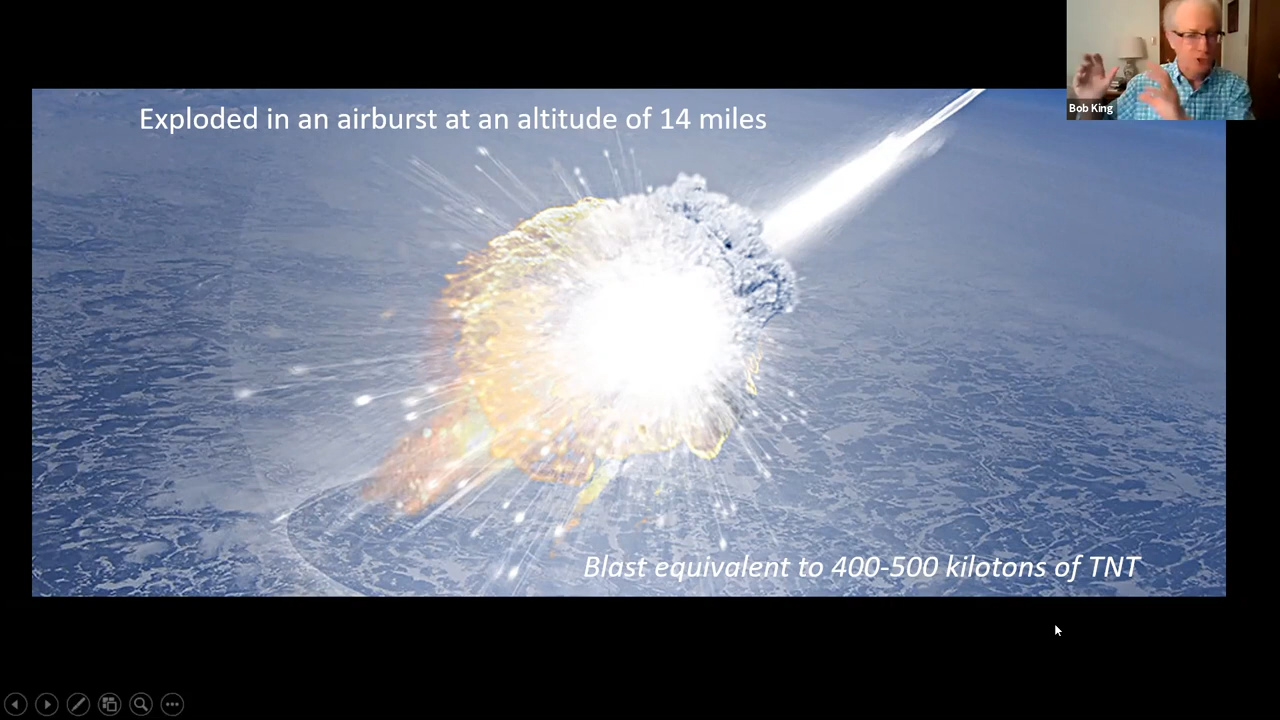 Exploded in an airburst at an altitude of 14 miles
Bob King
Blast equivalent to 400-500 kilotons of TNT